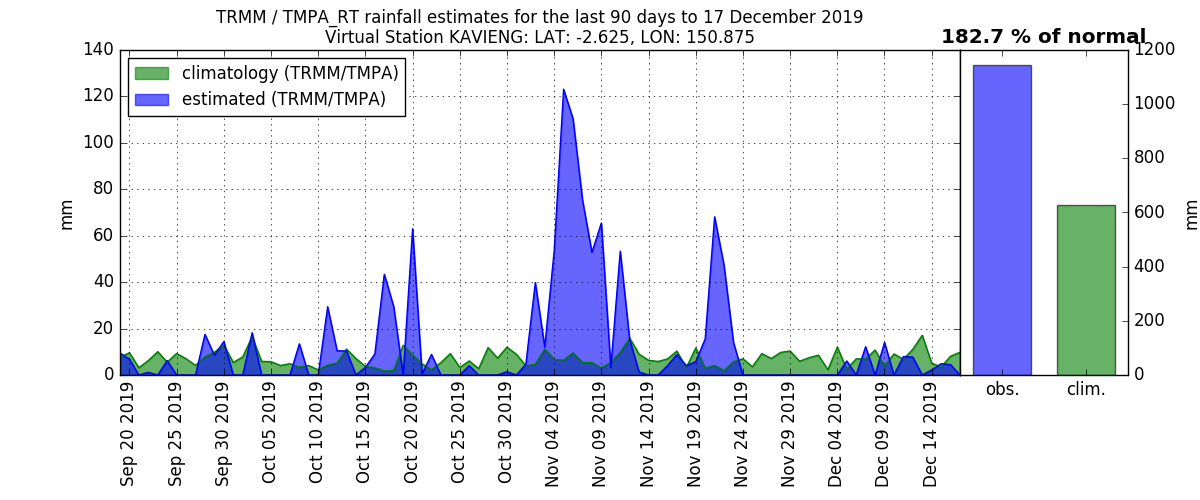 TRMM / TMPA_RT rainfall estimates for the last 90 days to 17 December 2019
Virtual Station KAVIENG: LAT: -2.625, LON: 150.875
182.7 % of normal
climatology (TRMM/TMPA)
estimated (TRMM/TMPA)
mm
140
120
100
80
60
40
20
0
Sep 20 2019
Sep 25 2019
Sep 30 2019
Oct 05 2019
Oct 10 2019
Oct 15 2019
Oct 20 2019
Oct 25 2019
Oct 30 2019
Nov 04 2019
Nov 09 2019
Nov 14 2019
Nov 19 2019
Nov 24 2019
Nov 29 2019
Dec 04 2019
Dec 09 2019
Dec 14 2019
obs.
clim.
1200
1000
800
600
400
200
0
mm